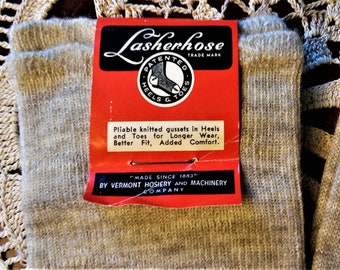 Lasherhose
TRADE MARK
PATENTED
HEELS & TOES
Pliable knitted gussets in Heels
and Toes for Longer Wear,
Better Fit, Added Comfort.
"MADE SINCE 1883"
BY VERMONT HOSIERY AND MACHINERY
COMPANY